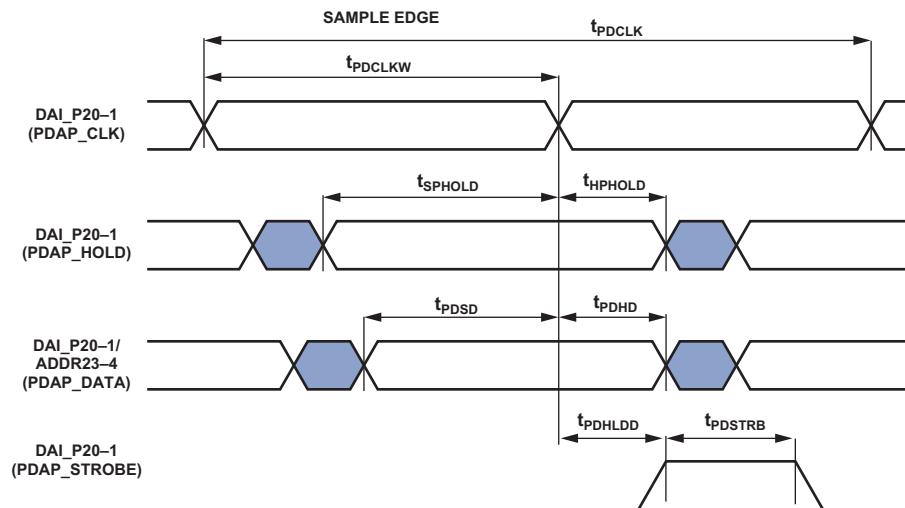 SAMPLE EDGE
tPDCLK
tPDCLKW
DAI_P20–1
(PDAP_CLK)
tSPHOLD
tHPHOLD
DAI_P20–1
(PDAP_HOLD)
tPDSD
tPDHD
DAI_P20–1/
ADDR23–4
(PDAP_DATA)
tPDHLDD
tPDSTRB
DAI_P20–1
(PDAP_STROBE)